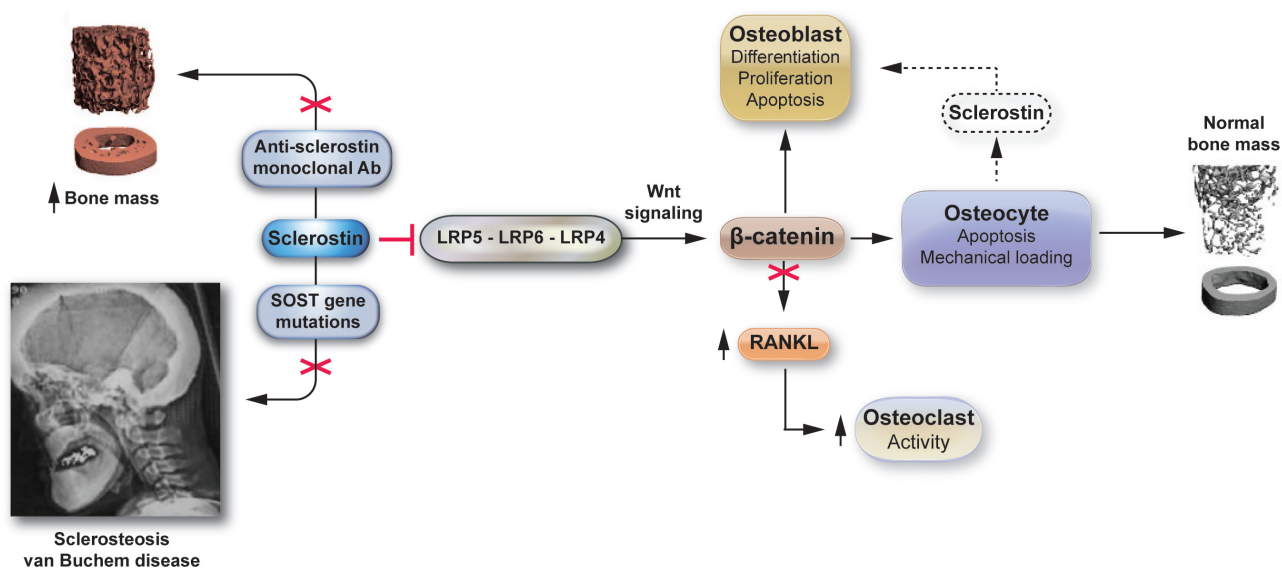 Osteoblast
Differentiation
Proliferation
Apoptosis
Sclerostin
Normal
bone mass
Anti-sclerostin
monoclonal Ab
Bone mass
Wnt
signaling
Sclerostin
LRP5 - LRP6 - LRP4
β-catenin
Osteocyte
Apoptosis
Mechanical loading
SOST gene
mutations
RANKL
Osteoclast
Activity
Sclerosteosis
van Buchem disease